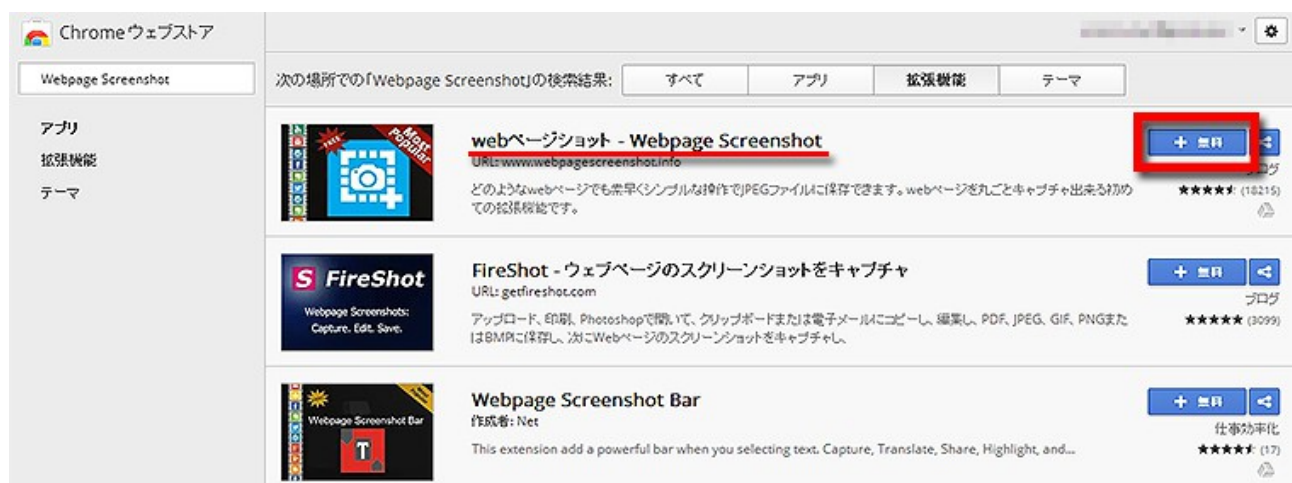 Chromeウェブストア
Webpage Screenshot
次の場所での「Webpage Screenshot」の検索結果:
すべて
アプリ
拡張機能
テーマ
アプリ
拡張機能
テーマ
FREE
Most Popular
webページショット - Webpage Screenshot
URL: www.webpagescreenshot.info
どのようなwebページでも素早くシンプルな操作でJPEGファイルに保存できます。webページを丸ごとキャプチャ出来る初め
ての拡張機能です。
+ 無料
ブログ
(18215)
S FireShot
Webpage Screenshots:
Capture. Edit. Save.
FireShot - ウェブページのスクリーンショットをキャプチャ
URL: getfireshot.com
アップロード、印刷、Photoshopで開いて、クリップボードまたは電子メールにコピーし、編集し、PDF、JPEG、GIF、PNGまた
はBMPに保存し、次にWebページのスクリーンショットをキャプチャし、
+ 無料
ブログ
(3099)
Webpage Screenshot Bar
T
Webpage Screenshot Bar
作成者: Net
This extension add a powerful bar when you selecting text. Capture, Translate, Share, Highlight, and...
+ 無料
仕事効率化
(17)